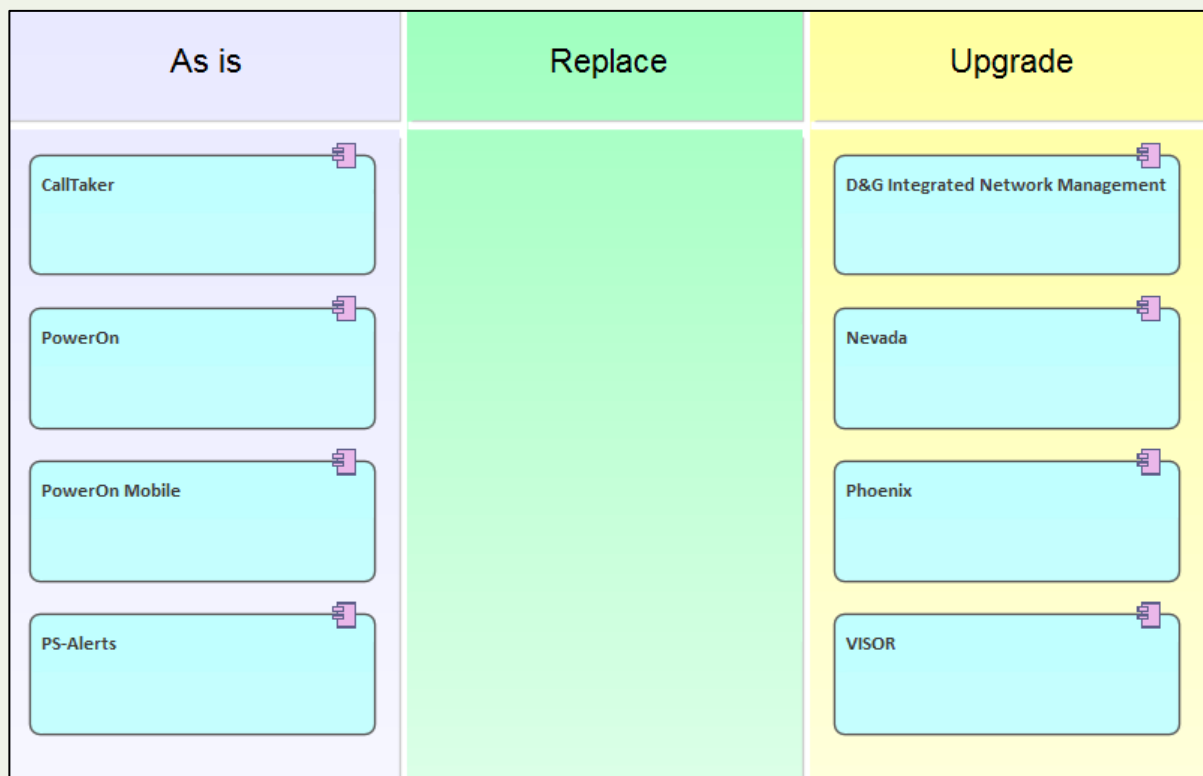 As is
Replace
Upgrade
CallTaker
PowerOn
PowerOn Mobile
PS-Alerts
D&G Integrated Network Management
Nevada
Phoenix
VISOR